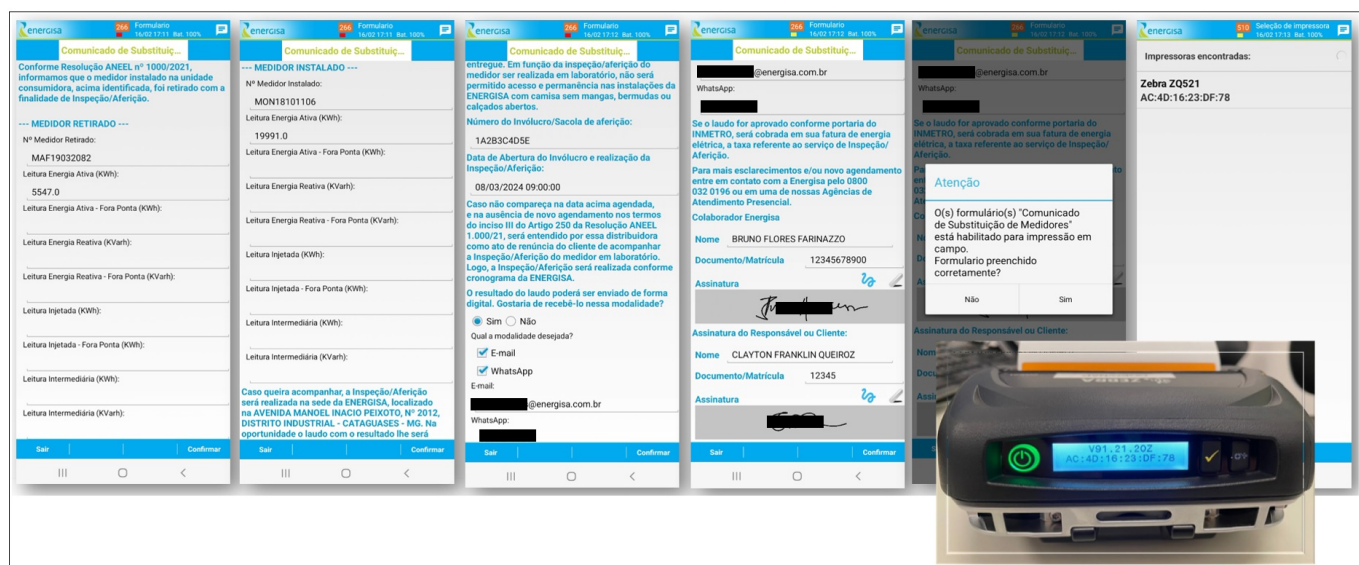 energisa
266
Formulario
16/02 17:11 Bat. 100%
Comunicado de Substituiç...
Conforme Resolução ANEEL nº 1000/2021,
informamos que o medidor instalado na unidade
consumidora, acima identificada, foi retirado com a
finalidade de Inspeção/Aferição.
--- MEDIDOR RETIRADO ---
Nº Medidor Retirado:
MAF19032082
Leitura Energia Ativa (KWh):
5547.0
Leitura Energia Ativa - Fora Ponta (KWh):
Leitura Energia Reativa (KVarh):
Leitura Energia Reativa - Fora Ponta (KVarh):
Leitura Injetada (KWh):
Leitura Injetada - Fora Ponta (KWh):
Leitura Intermediária (KWh):
Leitura Intermediária (KVarh):
Sair
Confirmar
energisa
266
Formulario
16/02 17:11 Bat. 100%
Comunicado de Substituiç...
--- MEDIDOR INSTALADO ---
Nº Medidor Instalado:
MON18101106
Leitura Energia Ativa (KWh):
19991.0
Leitura Energia Ativa - Fora Ponta (KWh):
Leitura Energia Reativa (KVarh):
Leitura Energia Reativa - Fora Ponta (KVarh):
Leitura Injetada (KWh):
Leitura Injetada - Fora Ponta (KWh):
Leitura Intermediária (KWh):
Leitura Intermediária (KVarh):
Caso queira acompanhar, a Inspeção/Aferição
será realizada na sede da ENERGISA, localizado
na AVENIDA MANOEL INACIO PEIXOTO, Nº 2012,
DISTRITO INDUSTRIAL - CATAGUASES - MG. Na
oportunidade o laudo com o resultado lhe será
Sair
Confirmar
energisa
266
Formulario
16/02 17:12 Bat. 100%
Comunicado de Substituiç...
entregue. Em função da inspeção/aferição do
medidor ser realizada em laboratório, não será
permitido acesso e permanência nas instalações da
ENERGISA com camisa sem mangas, bermudas ou
calçados abertos.
Número do Invólucro/Sacola de aferição:
1A2B3C4D5E
Data de Abertura do Invólucro e realização da
Inspeção/Aferição:
08/03/2024 09:00:00
Caso não compareça na data acima agendada,
e na ausência de novo agendamento nos termos
do inciso III do Artigo 250 da Resolução ANEEL
1.000/21, será entendido por essa distribuidora
como ato de renúncia do cliente de acompanhar
a Inspeção/Aferição do medidor em laboratório.
Logo, a Inspeção/Aferição será realizada conforme
cronograma da ENERGISA.
O resultado do laudo poderá ser enviado de forma
digital. Gostaria de recebê-lo nessa modalidade?
Sim Não
Qual a modalidade desejada?
E-mail
WhatsApp
E-mail:
@energisa.com.br
WhatsApp:
Sair
Confirmar
energisa
266
Formulario
16/02 17:12 Bat. 100%
Comunicado de Substituiç...
@energisa.com.br
WhatsApp:
Se o laudo for aprovado conforme portaria do
INMETRO, será cobrada em sua fatura de energia
elétrica, a taxa referente ao serviço de Inspeção/
Aferição.
Para mais esclarecimentos e/ou novo agendamento
entre em contato com a Energisa pelo 0800
032 0196 ou em uma de nossas Agências de
Atendimento Presencial.
Colaborador Energisa
Nome BRUNO FLORES FARINAZZO
Documento/Matrícula 12345678900
Assinatura
Assinatura do Responsável ou Cliente:
Nome CLAYTON FRANKLIN QUEIROZ
Documento/Matrícula 12345
Assinatura
Sair
Confirmar
energisa
266
Formulario
16/02 17:12 Bat. 100%
Comunicado de Substituiç...
@energisa.com.br
WhatsApp:
Se o laudo for aprovado conforme portaria do
INMETRO, será cobrada em sua fatura de energia
elétrica, a taxa referente ao serviço de Inspeção/
Aferição.
Atenção
O(s) formulário(s) "Comunicado
de Substituição de Medidores"
está habilitado para impressão em
campo.
Formulario preenchido
corretamente?
Não
Sim
Assinatura do Responsável ou Cliente:
energisa
510
Seleção de impressora
16/02 17:13 Bat. 100%
Impressoras encontradas:
Zebra ZQ521
AC:4D:16:23:DF:78
V91.21.20Z
AC:4D:16:23:DF:78